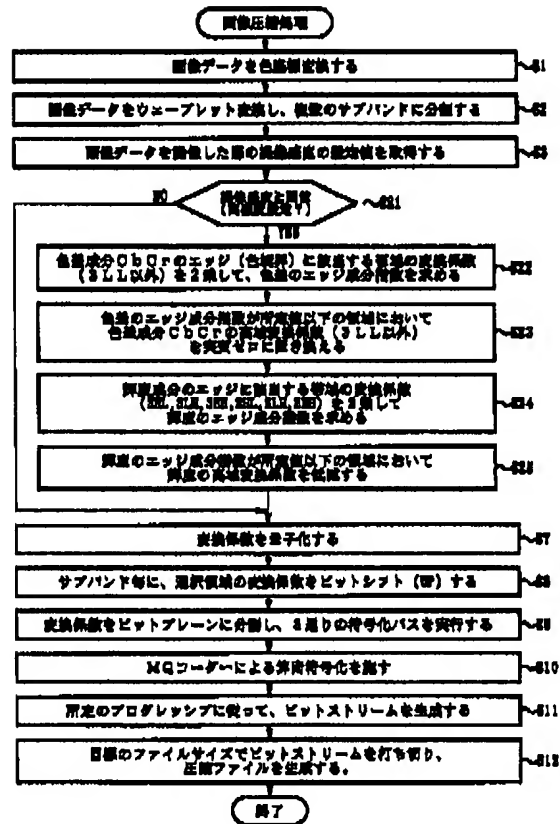 画像圧縮処理
画像データを色座標変換する
S1
画像データをウェーブレット変換し、複数のサブバンドに分割する
S2
画像データを撮像した際の撮像感度の設定値を取得する
S3
撮像感度≧閾値
S21
NO
YES
色差成分CbCrのエッジ(色境界)に該当する帯域の変換係数
(3LL以外)を2乗して、色差のエッジ成分指数を求める
S22
色差のエッジ成分指数が所定値以下の領域において
色差成分CbCrの高域変換係数(3LL以外)
を実質ゼロに置き換える
S23
輝度成分のエッジに該当する帯域の変換係数
(3HL,3LH,3HH,2HL,2LH,2HH)を2乗して
輝度のエッジ成分指数を求める
S24
輝度のエッジ成分指数が所定値以下の領域において
輝度の高域変換係数を低減する
S25
変換係数を量子化する
S7
サブバンド毎に、選択領域の変換係数をビットシフト(UP)する
S8
変換係数をビットプレーンに分割し、3通りの符号化パスを実行する
S9
MQコーダーによる算術符号化を施す
S10
所定のプログレッシブに従って、ビットストリームを生成する
S11
目標のファイルサイズでビットストリームを打ち切り、
圧縮ファイルを生成する。
S12
終了